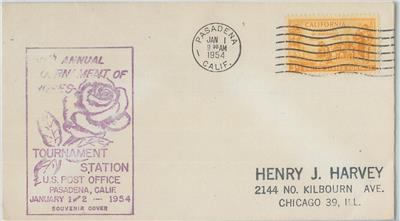 ANNUAL
TOURNAMENT OF
TOURNAMENT
STATION
U.S. POST OFFICE
PASADENA, CALIF.
JANUARY 1-2 - 1954
SOUVENIR COVER
PASADENA
JAN 1
AM
1954
CALIF.
CALIFORNIA
HENRY J. HARVEY
2144 NO. KILBOURN AVE.
CHICAGO 39, ILL.